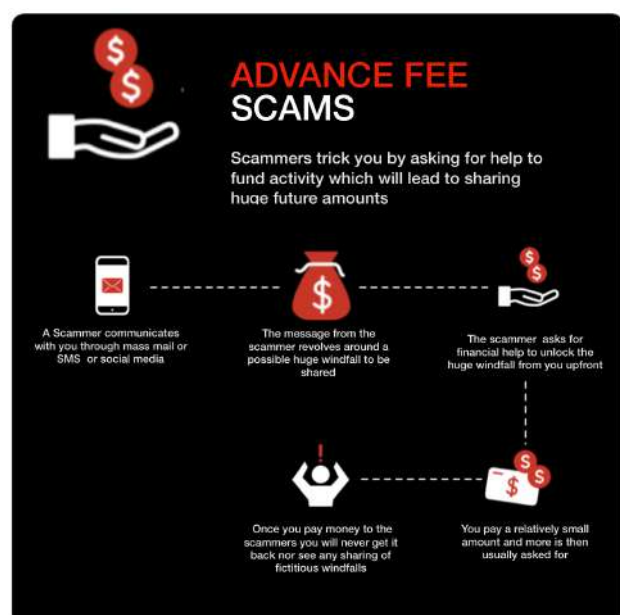 ADVANCE FEE
SCAMS
Scammers trick you by asking for help to
fund activity which will lead to sharing
huge future amounts
A Scammer communicates
with you through mass mail or
SMS or social media
The message from the
scammer revolves around a
possible huge windfall to be
shared
The scammer asks for
financial help to unlock the
huge windfall from you upfront
Once you pay money to the
scammers you will never get it
back nor see any sharing of
fictitious windfalls
You pay a relatively small
amount and more is then
usually asked for